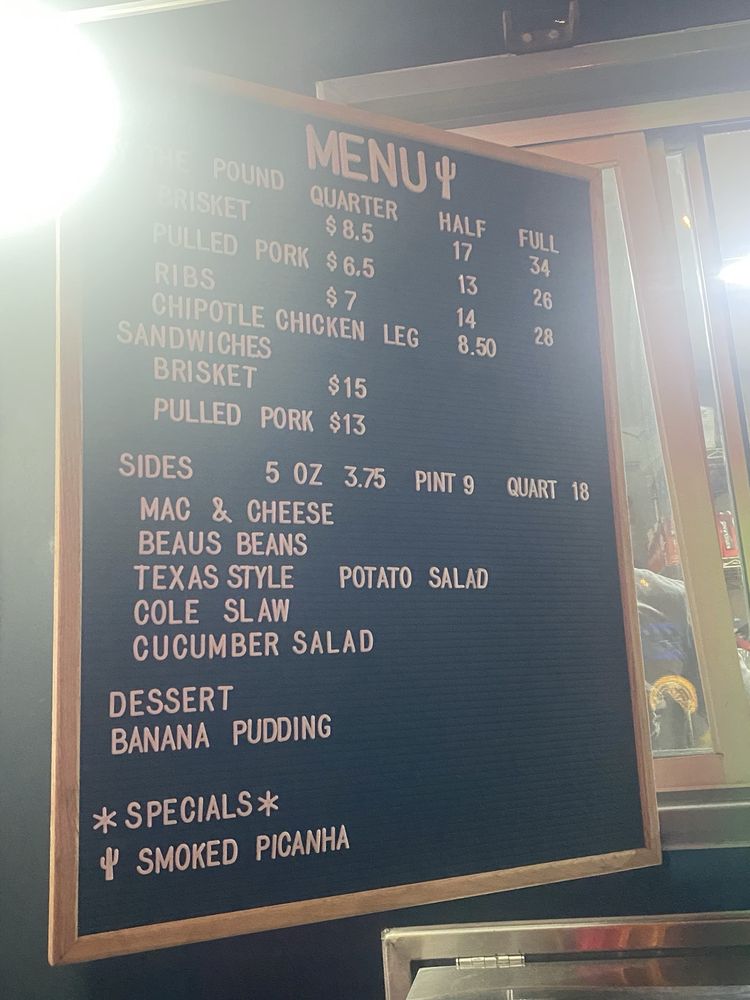 MENU
THE POUND QUARTER HALF FULL
BRISKET $8.5 17 34
PULLED PORK $6.5 13 26
RIBS $7 14 28
CHIPOTLE CHICKEN LEG 8.50
SANDWICHES
BRISKET $15
PULLED PORK $13
SIDES 5 OZ 3.75 PINT 9 QUART 18
MAC & CHEESE
BEAUS BEANS
TEXAS STYLE POTATO SALAD
COLE SLAW
CUCUMBER SALAD
DESSERT
BANANA PUDDING
*SPECIALS*
SMOKED PICANHA